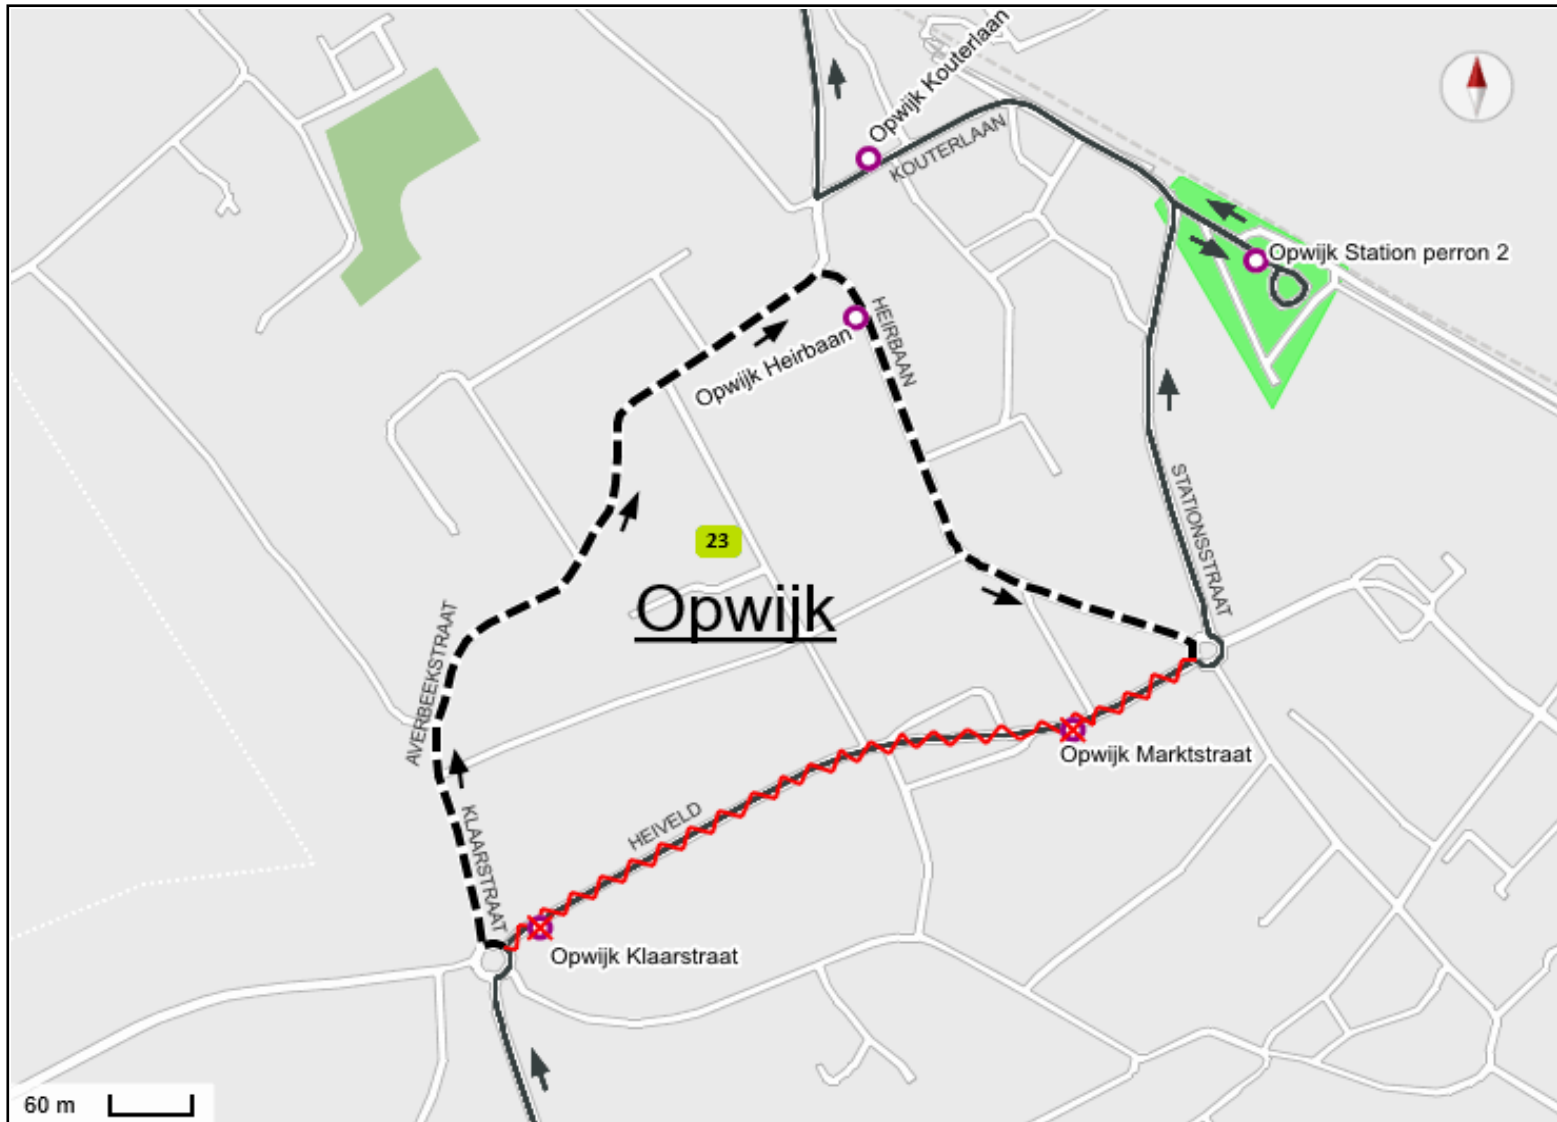 Opwijk Kouterlaan
KOUTERLAAN
Opwijk Station perron 2
HEIRBAAN
Opwijk Heirbaan
STATIONSSTRAAT
23
Opwijk
AVERBEEKSTRAAT
Opwijk Marktstraat
HEIVELD
KLAARSTRAAT
Opwijk Klaarstraat
60 m